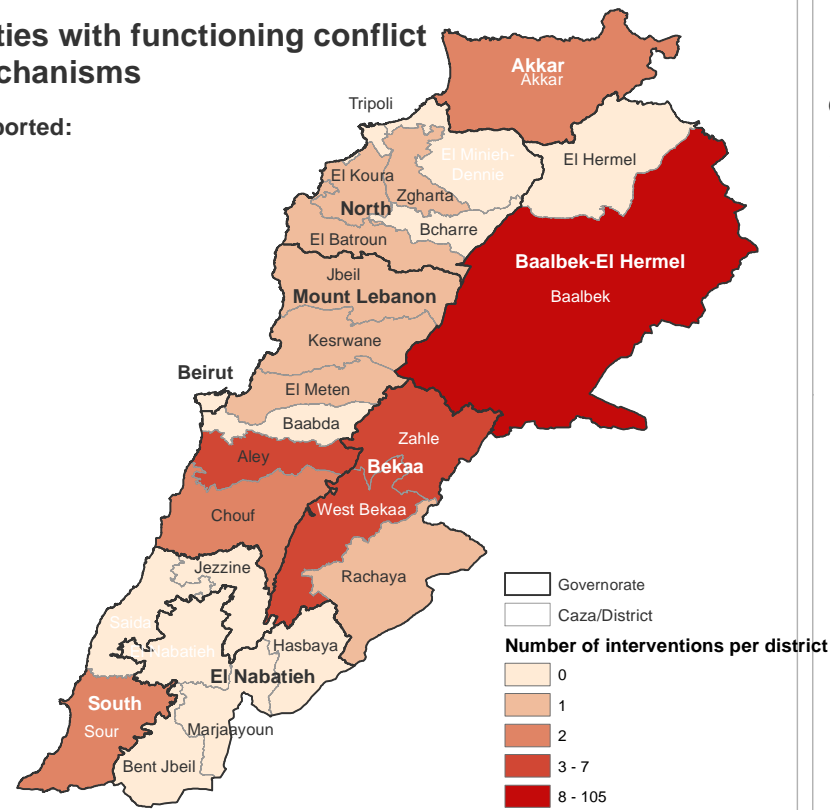 ties with functioning conflict
chanisms
ported:
Akkar
Akkar
Tripoli
El Minieh-
Dennie
El Hermel
El Koura
Zgharta
North
Bcharre
El Batroun
Baalbek-El Hermel
Jbeil
Mount Lebanon
Baalbek
Kesrwane
Beirut
El Meten
Baabda
Zahle
Aley
Bekaa
West Bekaa
Chouf
Jezzine
Rachaya
Governorate
Caza/District
Saida
Hasbaya
El Nabatieh
Number of interventions per district
El Nabatieh
0
South
1
Sour
Marjaayoun
2
Bent Jbeil
3 - 7
8 - 105